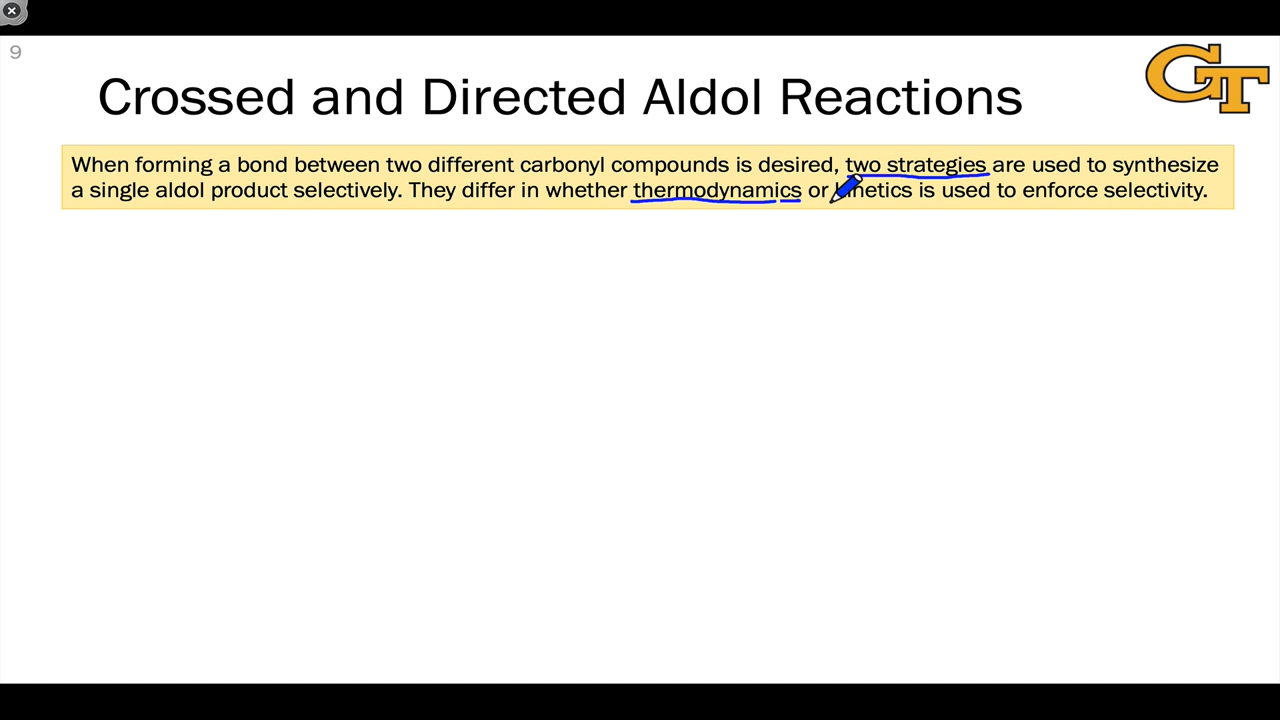 9
GT
Crossed and Directed Aldol Reactions
When forming a bond between two different carbonyl compounds is desired, two strategies are used to synthesize
a single aldol product selectively. They differ in whether thermodynamics or kinetics is used to enforce selectivity.